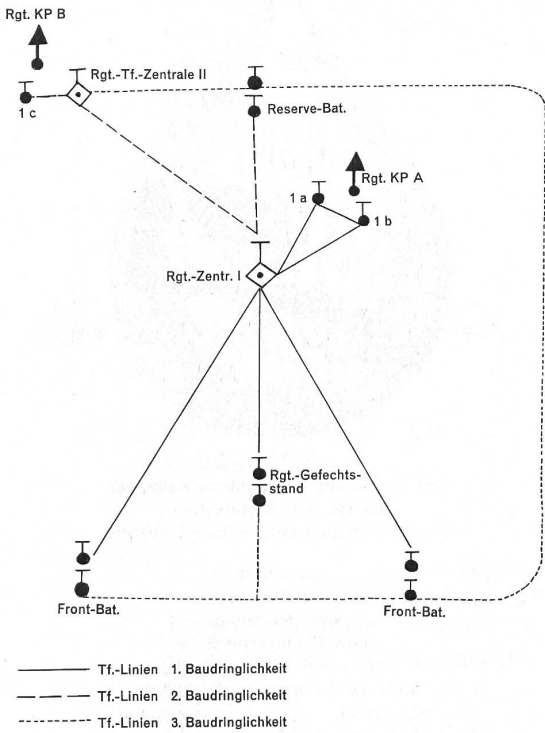 Rgt. KP B
Rgt.-Tf.-Zentrale II
1 c
Reserve-Bat.
Rgt. KP A
1 a
1 b
Rgt.-Zentr. I
Rgt.-Gefechts-
stand
Front-Bat.
Front-Bat.
Tf.-Linien 1. Baudringlichkeit
Tf.-Linien 2. Baudringlichkeit
Tf.-Linien 3. Baudringlichkeit